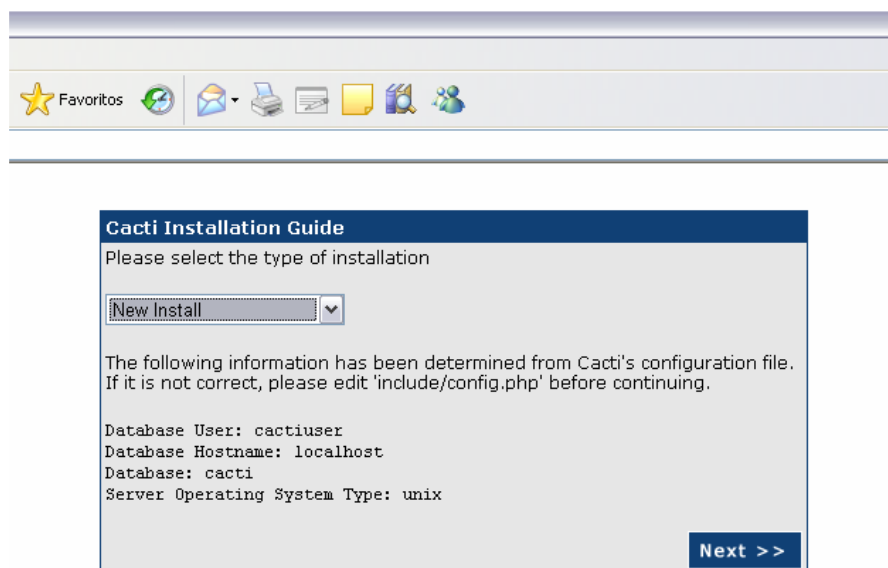 Favoritos
Cacti Installation Guide
Please select the type of installation
New Install
The following information has been determined from Cacti's configuration file.
If it is not correct, please edit 'include/config.php' before continuing.
Database User: cactiuser
Database Hostname: localhost
Database: cacti
Server Operating System Type: unix
Next >>